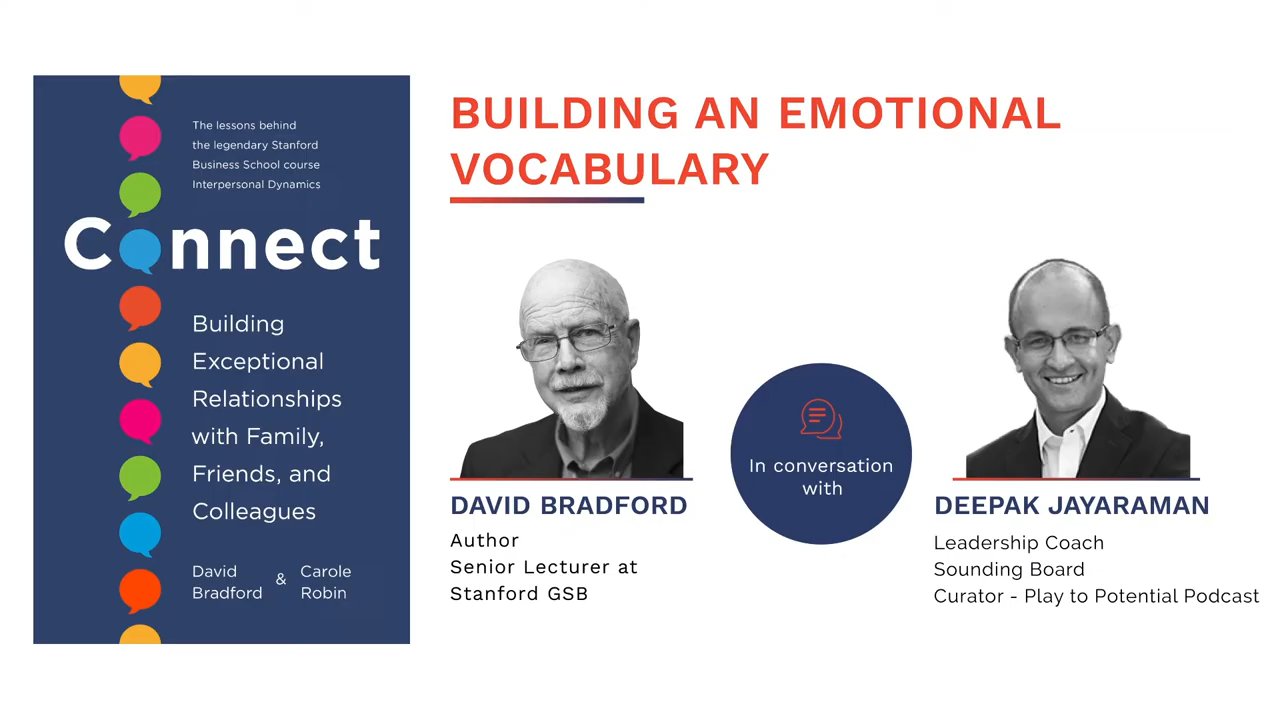 The lessons behind
the legendary Stanford
Business School course
Interpersonal Dynamics
Connect
Building
Exceptional
Relationships
with Family,
Friends, and
Colleagues
David
Bradford
&
Carole
Robin
BUILDING AN EMOTIONAL
VOCABULARY
DAVID BRADFORD
Author
Senior Lecturer at
Stanford GSB
In conversation
with
DEEPAK JAYARAMAN
Leadership Coach
Sounding Board
Curator - Play to Potential Podcast